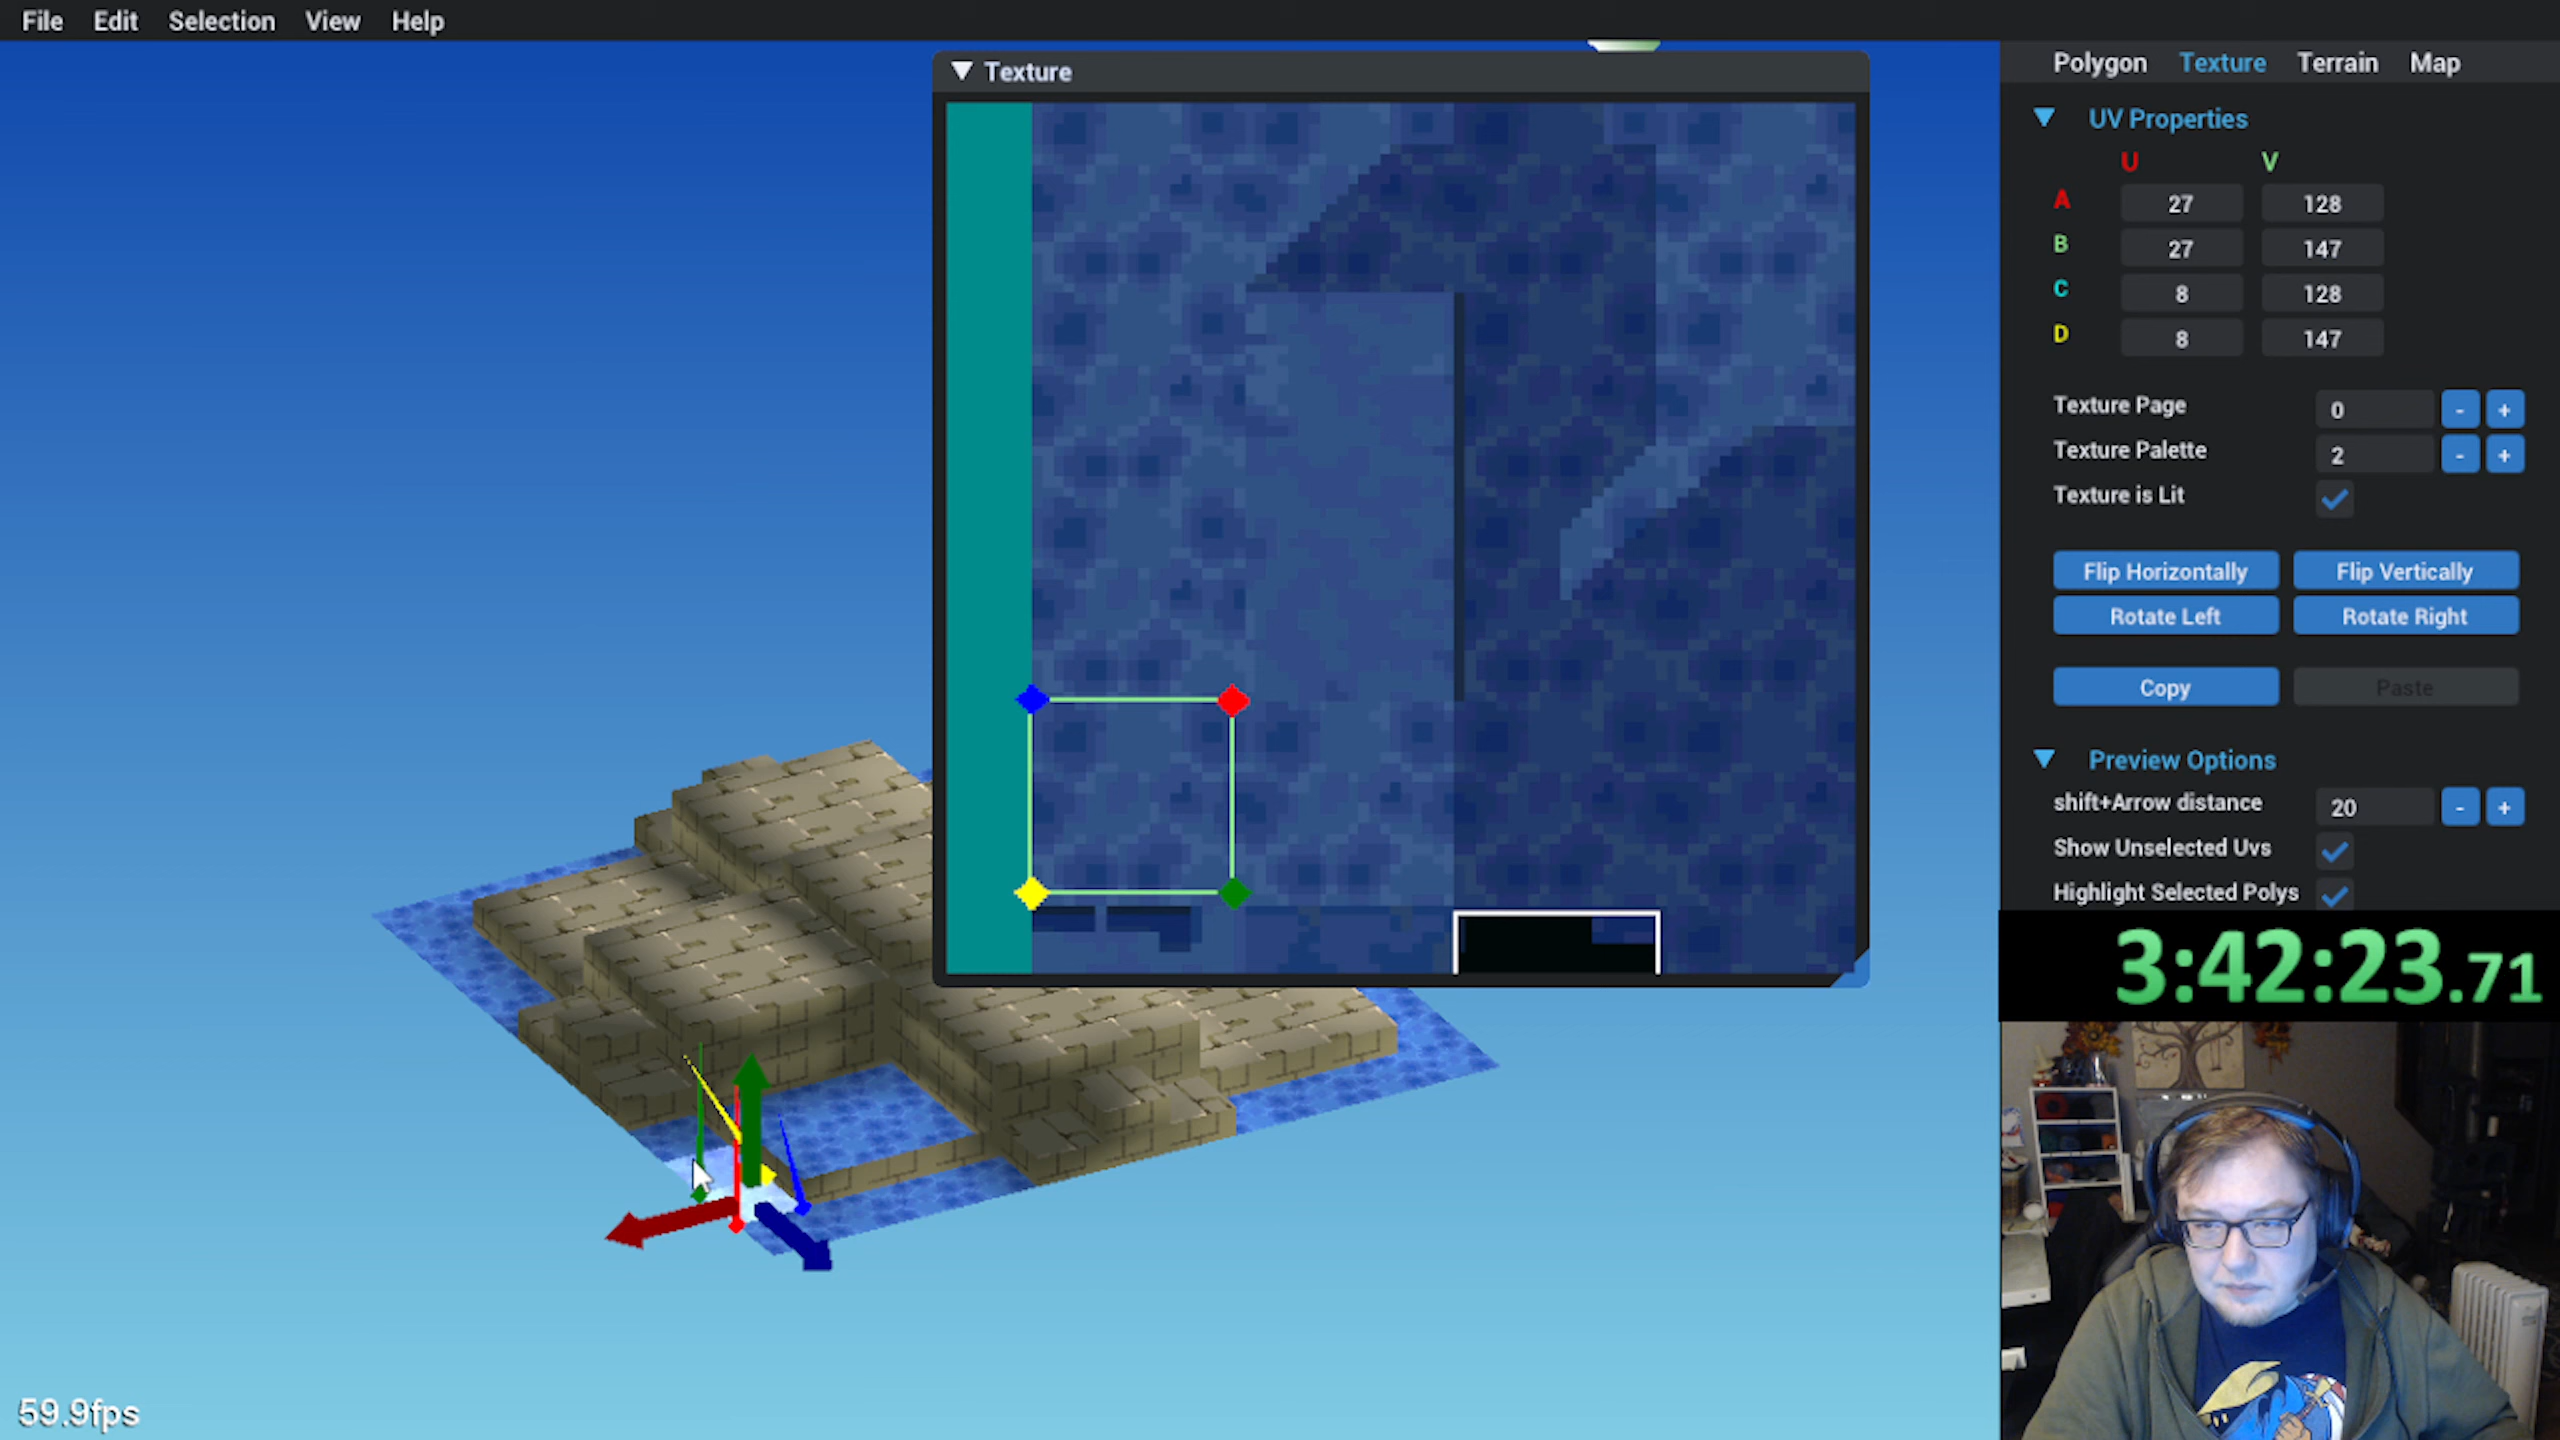 File Edit Selection View Help
Texture
Polygon Texture Terrain Map
UV Properties
U V
A 27 128
B 27 147
C 8 128
D 8 147
Texture Page 0 - +
Texture Palette 2 - +
Texture is Lit
Flip Horizontally Flip Vertically
Rotate Left Rotate Right
Copy Paste
Preview Options
shift+Arrow distance 20 - +
Show Unselected Uvs
Highlight Selected Polys
3:42:23.71
59.9fps